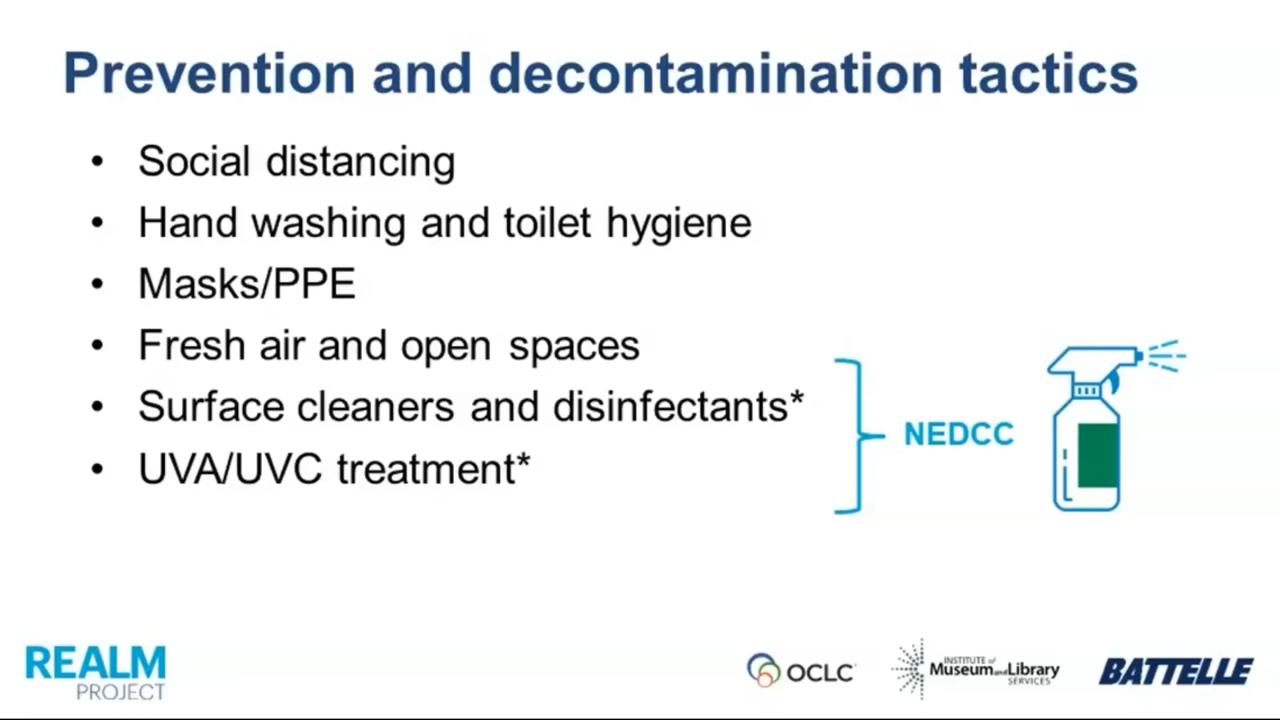 Prevention and decontamination tactics
• Social distancing
• Hand washing and toilet hygiene
• Masks/PPE
• Fresh air and open spaces
• Surface cleaners and disinfectants*
• UVA/UVC treatment*
NEDCC
REALM
PROJECT
OCLC
INSTITUTE of
Museum and Library
SERVICES
BATTELLE